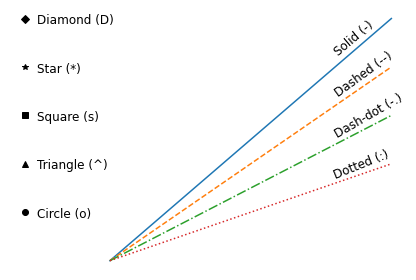 Diamond (D)
Star (*)
Square (s)
Triangle (^)
Circle (o)
Solid (-)
Dashed (--)
Dash-dot (-.)
Dotted (:)